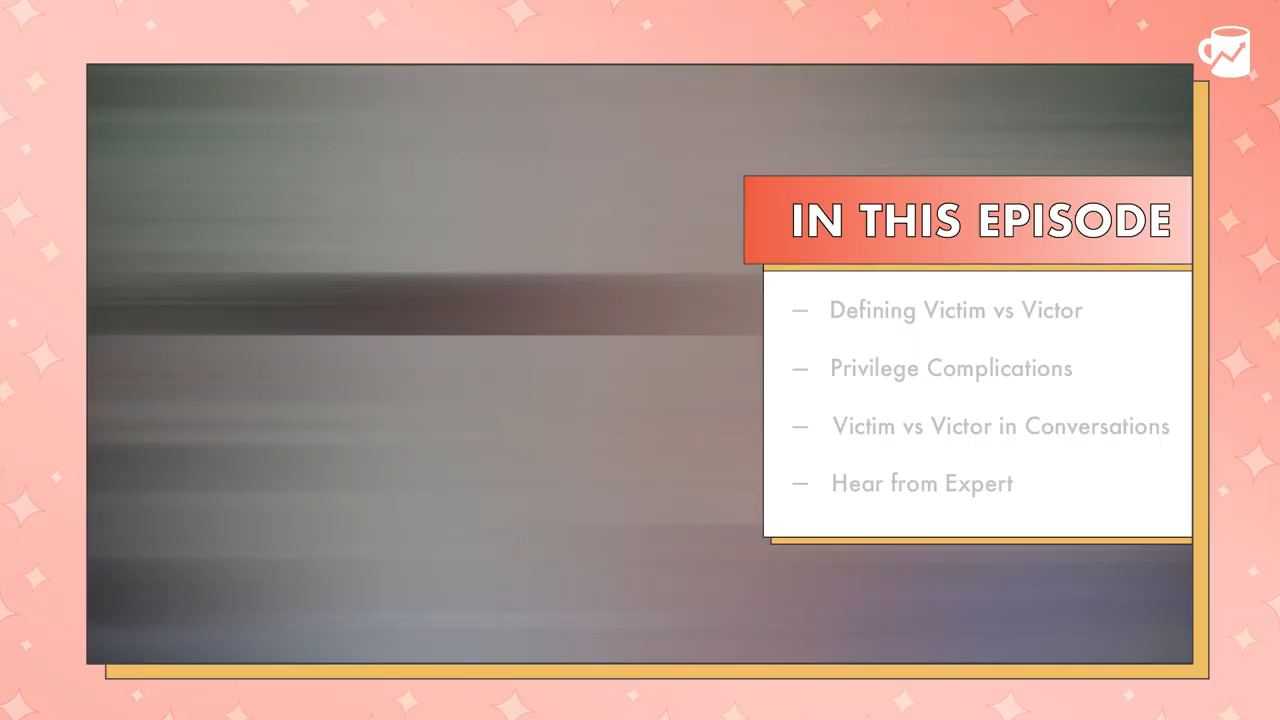 IN THIS EPISODE
— Defining Victim vs Victor
— Privilege Complications
— Victim vs Victor in Conversations
— Hear from Expert